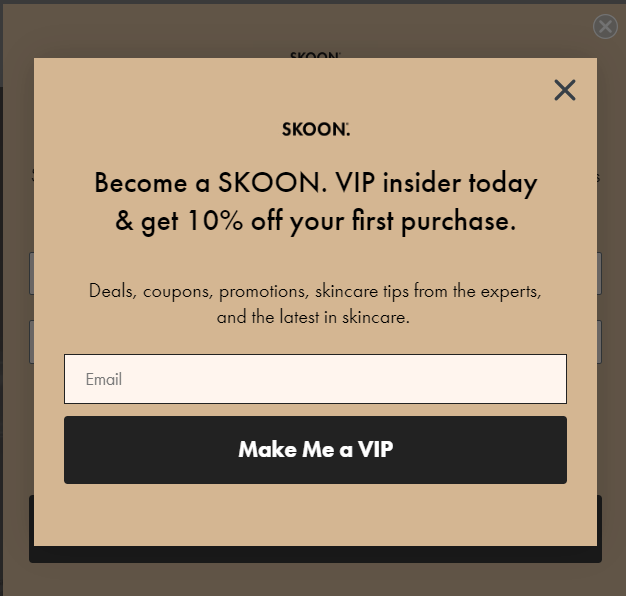 SKOON.
SKOON.
Become a SKOON. VIP insider today
& get 10% off your first purchase.
Deals, coupons, promotions, skincare tips from the experts,
and the latest in skincare.
Email
Make Me a VIP